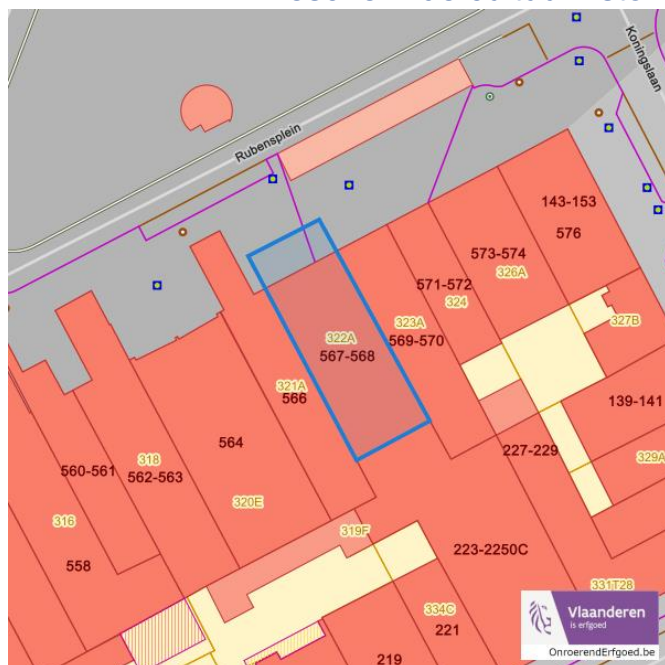 Rubensplein
Koningslaan
143-153
576
573-574
326A
571-572
324
327B
323A
569-570
322A
567-568
321A
566
139-141
564
227-229
329A
560-561
318
562-563
320E
316
319F
558
223-2250C
331T28
334C
221
219
Vlaanderen
is erfgoed
OnroerendErfgoed.be